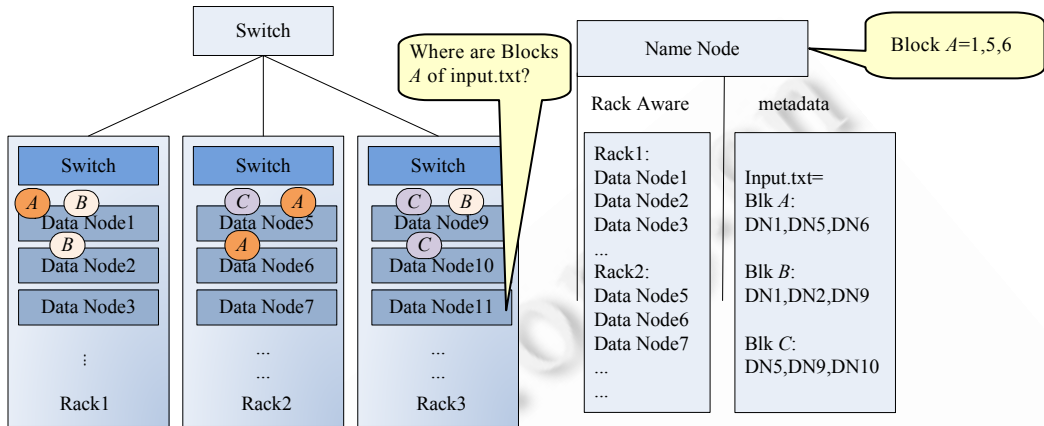 Switch
Where are Blocks
A of input.txt?
Name Node
Block A=1,5,6
Rack Aware
metadata
Switch
A
B
Data Node1
B
Data Node2
Data Node3
...
Rack1
Switch
C
A
Data Node5
A
Data Node6
Data Node7
...
...
Rack2
Switch
C
B
Data Node9
C
Data Node10
Data Node11
...
...
Rack3
Rack1:
Data Node1
Data Node2
Data Node3
...
Rack2:
Data Node5
Data Node6
Data Node7
...
...
Input.txt=
Blk A:
DN1,DN5,DN6
Blk B:
DN1,DN2,DN9
Blk C:
DN5,DN9,DN10